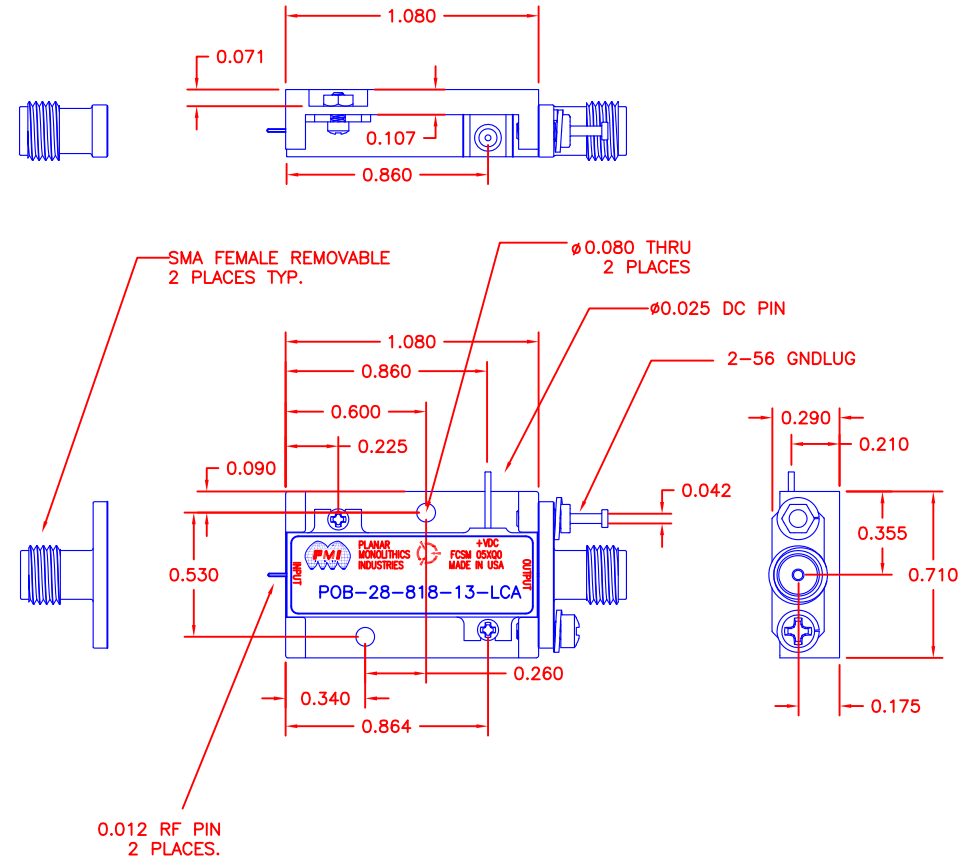 1.080
0.071
0.107
0.860
SMA FEMALE REMOVABLE
2 PLACES TYP.
ø0.080 THRU
2 PLACES
ø0.025 DC PIN
2-56 GNDLUG
1.080
0.860
0.600
0.225
0.090
0.290
0.210
0.042
0.355
0.530
0.710
PMI
PLANAR
MONOLITHICS
INDUSTRIES
+VDC
FCSM 05XQ0
MADE IN USA
INPUT
OUTPUT
POB-28-818-13-LCA
0.260
0.340
0.864
0.175
0.012 RF PIN
2 PLACES.